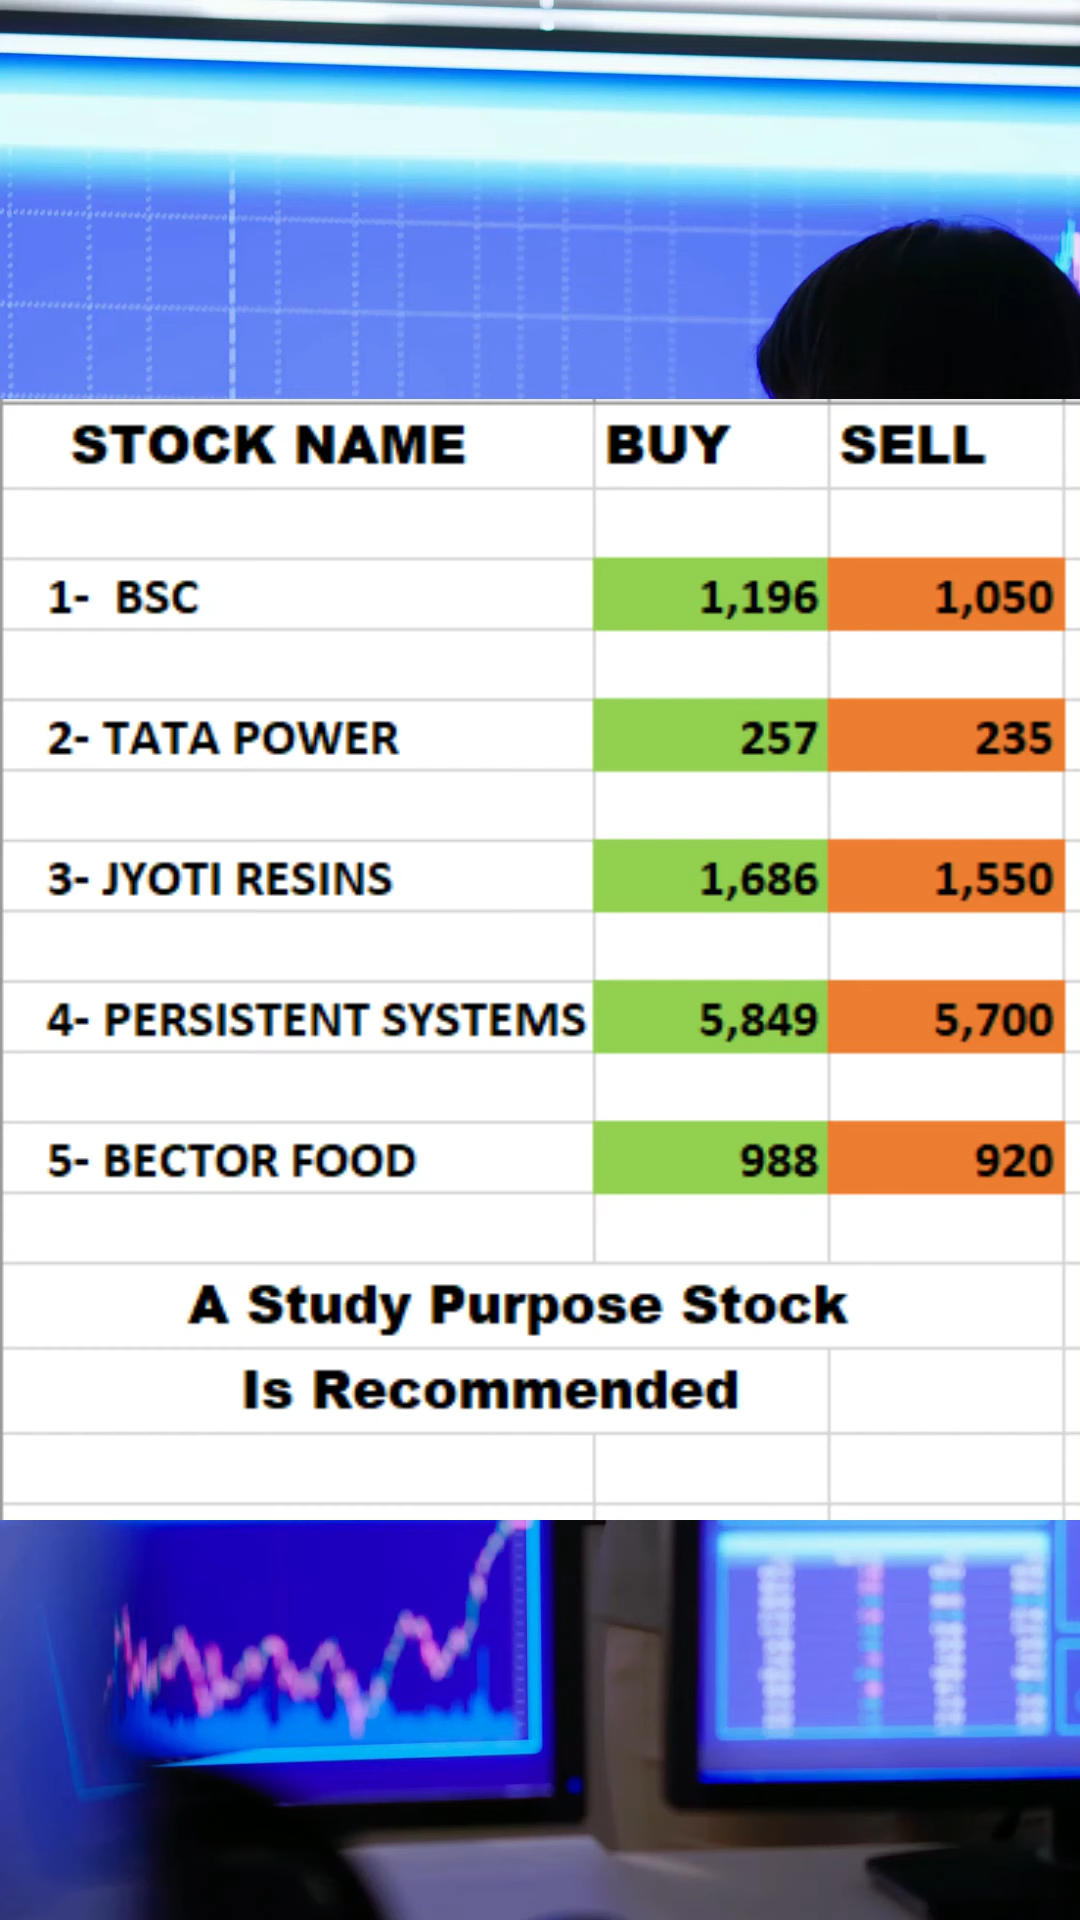 STOCK NAME BUY SELL
1- BSC 1,196 1,050
2- TATA POWER 257 235
3- JYOTI RESINS 1,686 1,550
4- PERSISTENT SYSTEMS 5,849 5,700
5- BECTOR FOOD 988 920
A Study Purpose Stock
Is Recommended